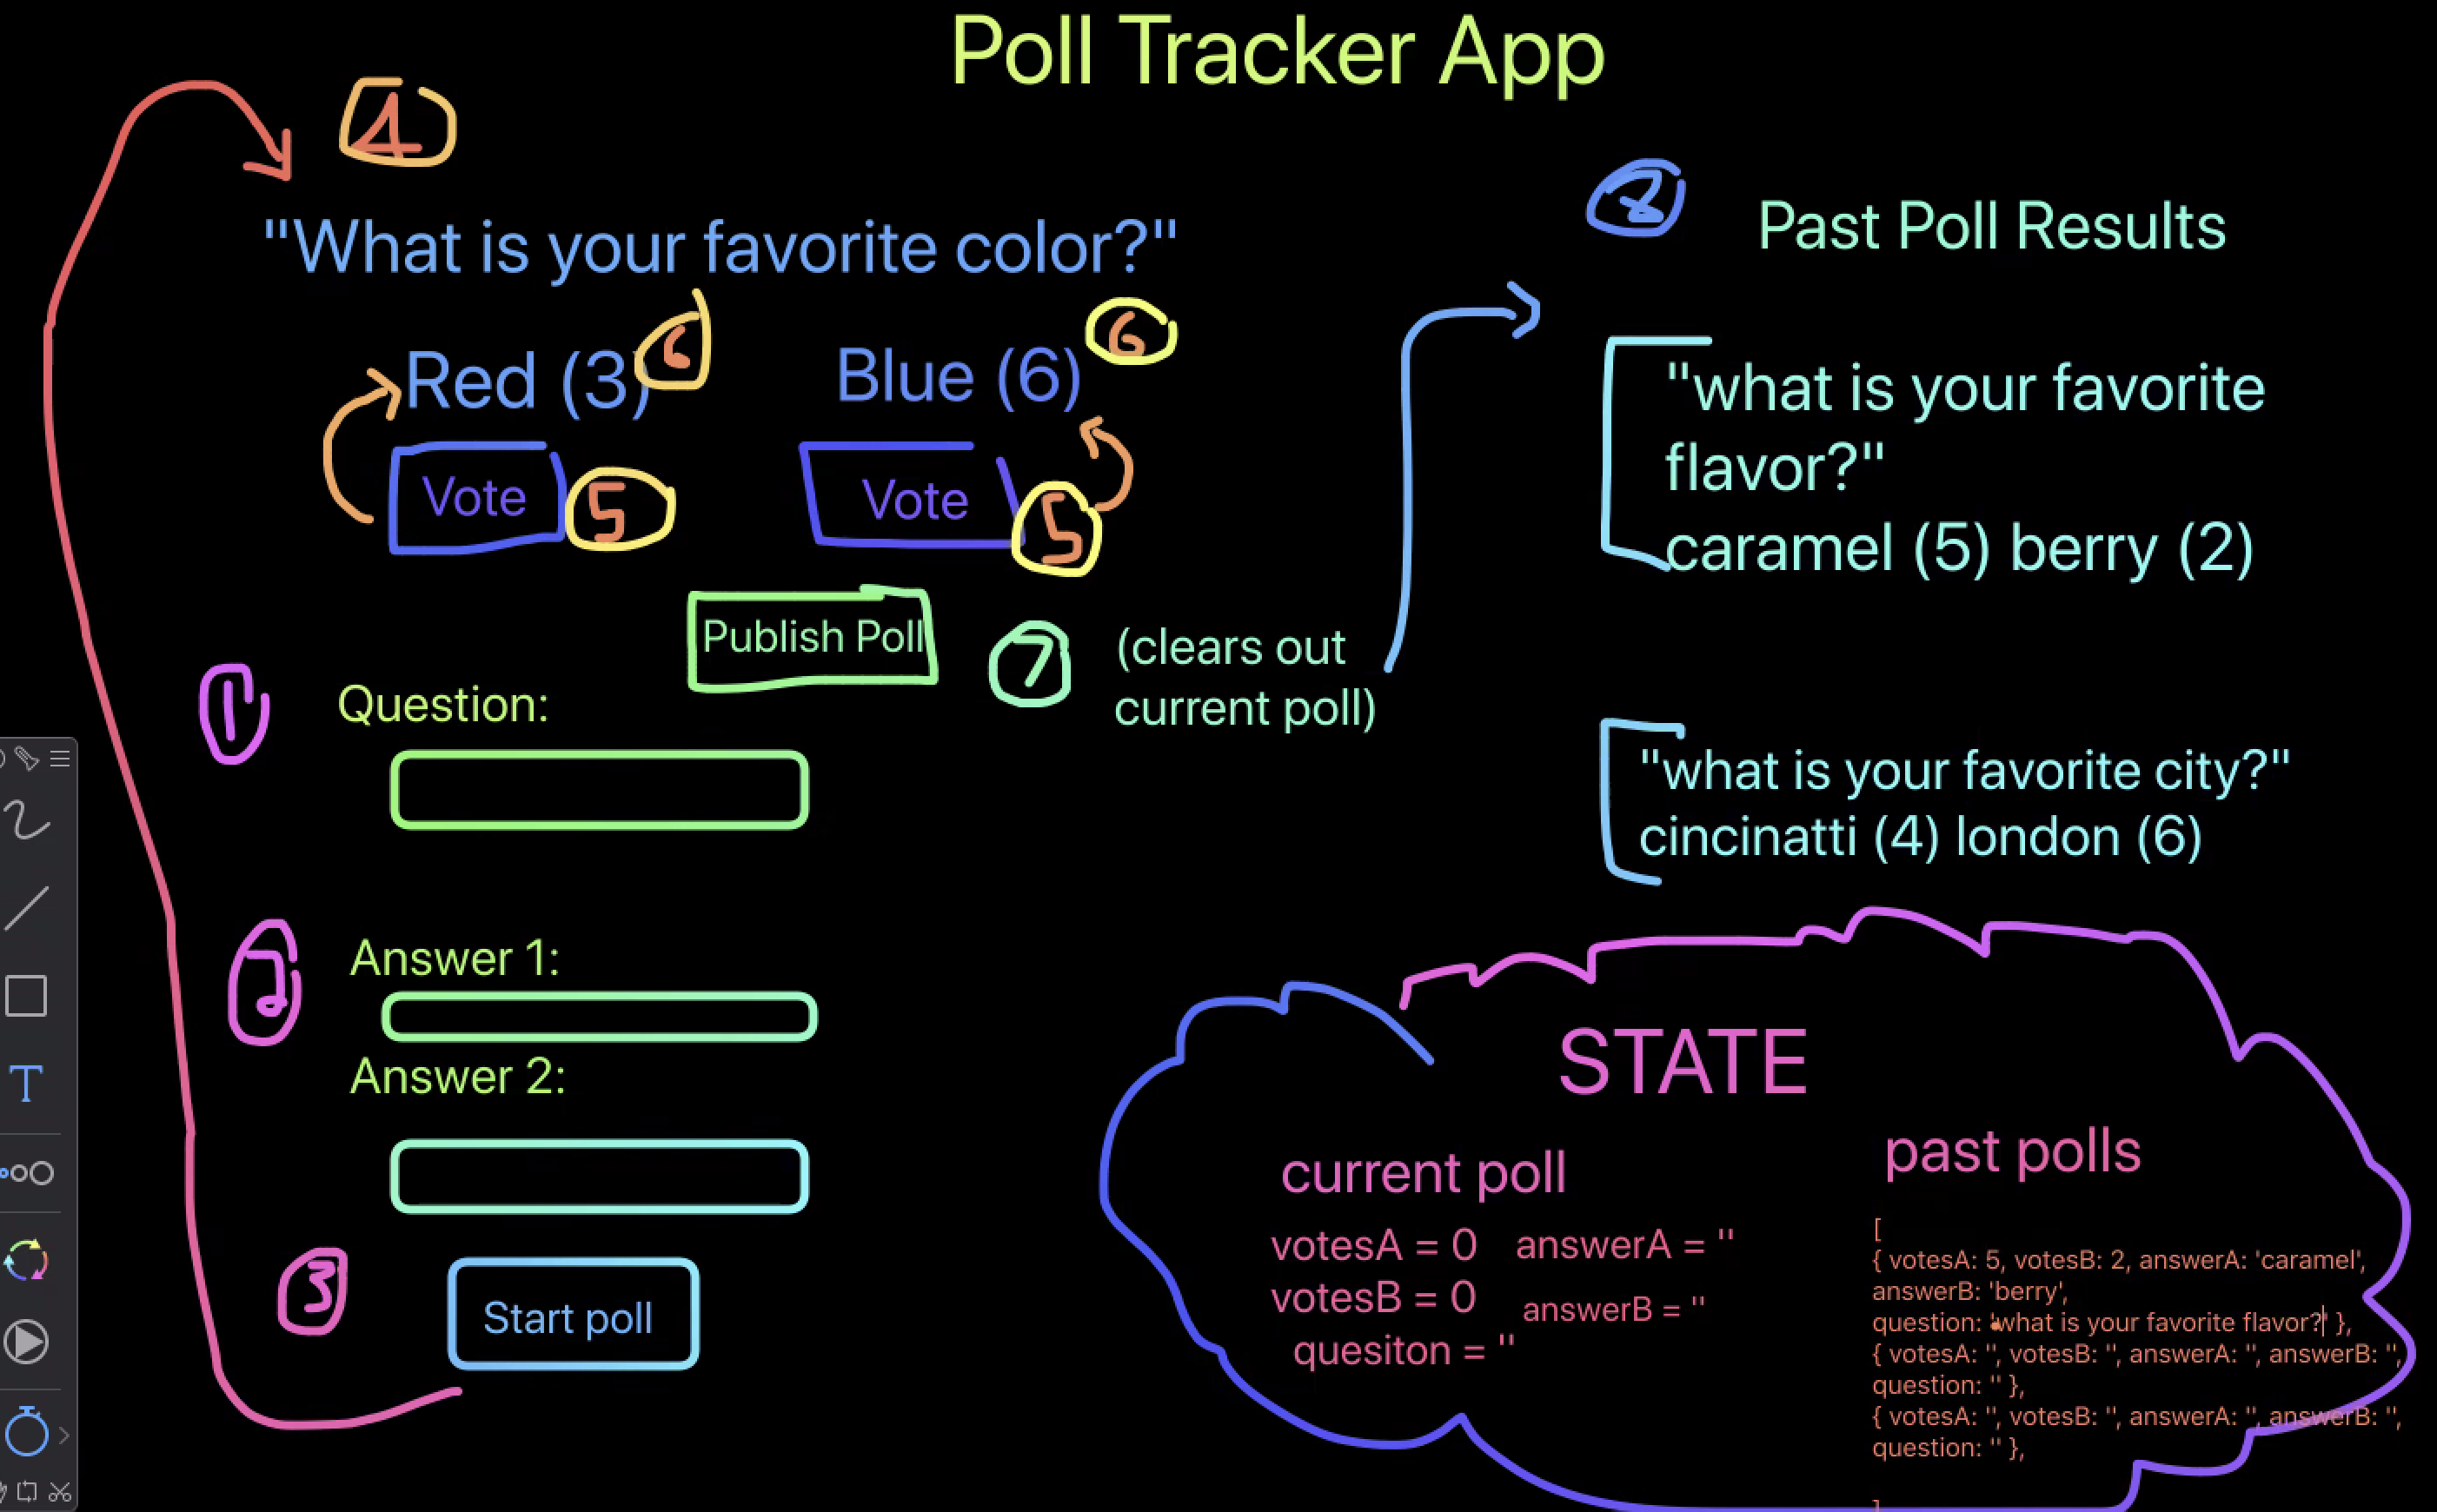 Poll Tracker App
4
"What is your favorite color?"
Red (3)
6
Blue (6)
6
Vote
5
Vote
5
Publish Poll
7
(clears out
current poll)
1
Question:
2
Answer 1:
Answer 2:
3
Start poll
Past Poll Results
"what is your favorite
flavor?"
caramel (5) berry (2)
"what is your favorite city?"
cincinatti (4) london (6)
STATE
current poll
votesA = 0 answerA = ''
votesB = 0 answerB = ''
quesiton = ''
past polls
[
{ votesA: 5, votesB: 2, answerA: 'caramel',
answerB: 'berry',
question: 'what is your favorite flavor?' },
{ votesA: '', votesB: '', answerA: '', answerB: '',
question: '' },
{ votesA: '', votesB: '', answerA: '', answerB: '',
question: '' },
]
T